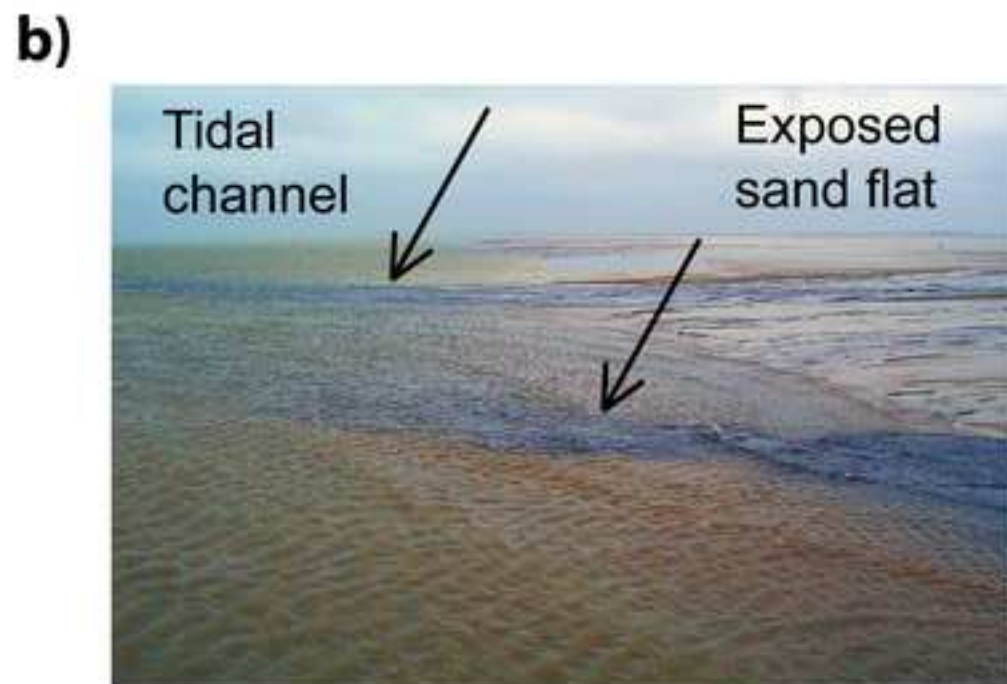 b)
Tidal
channel
Exposed
sand flat